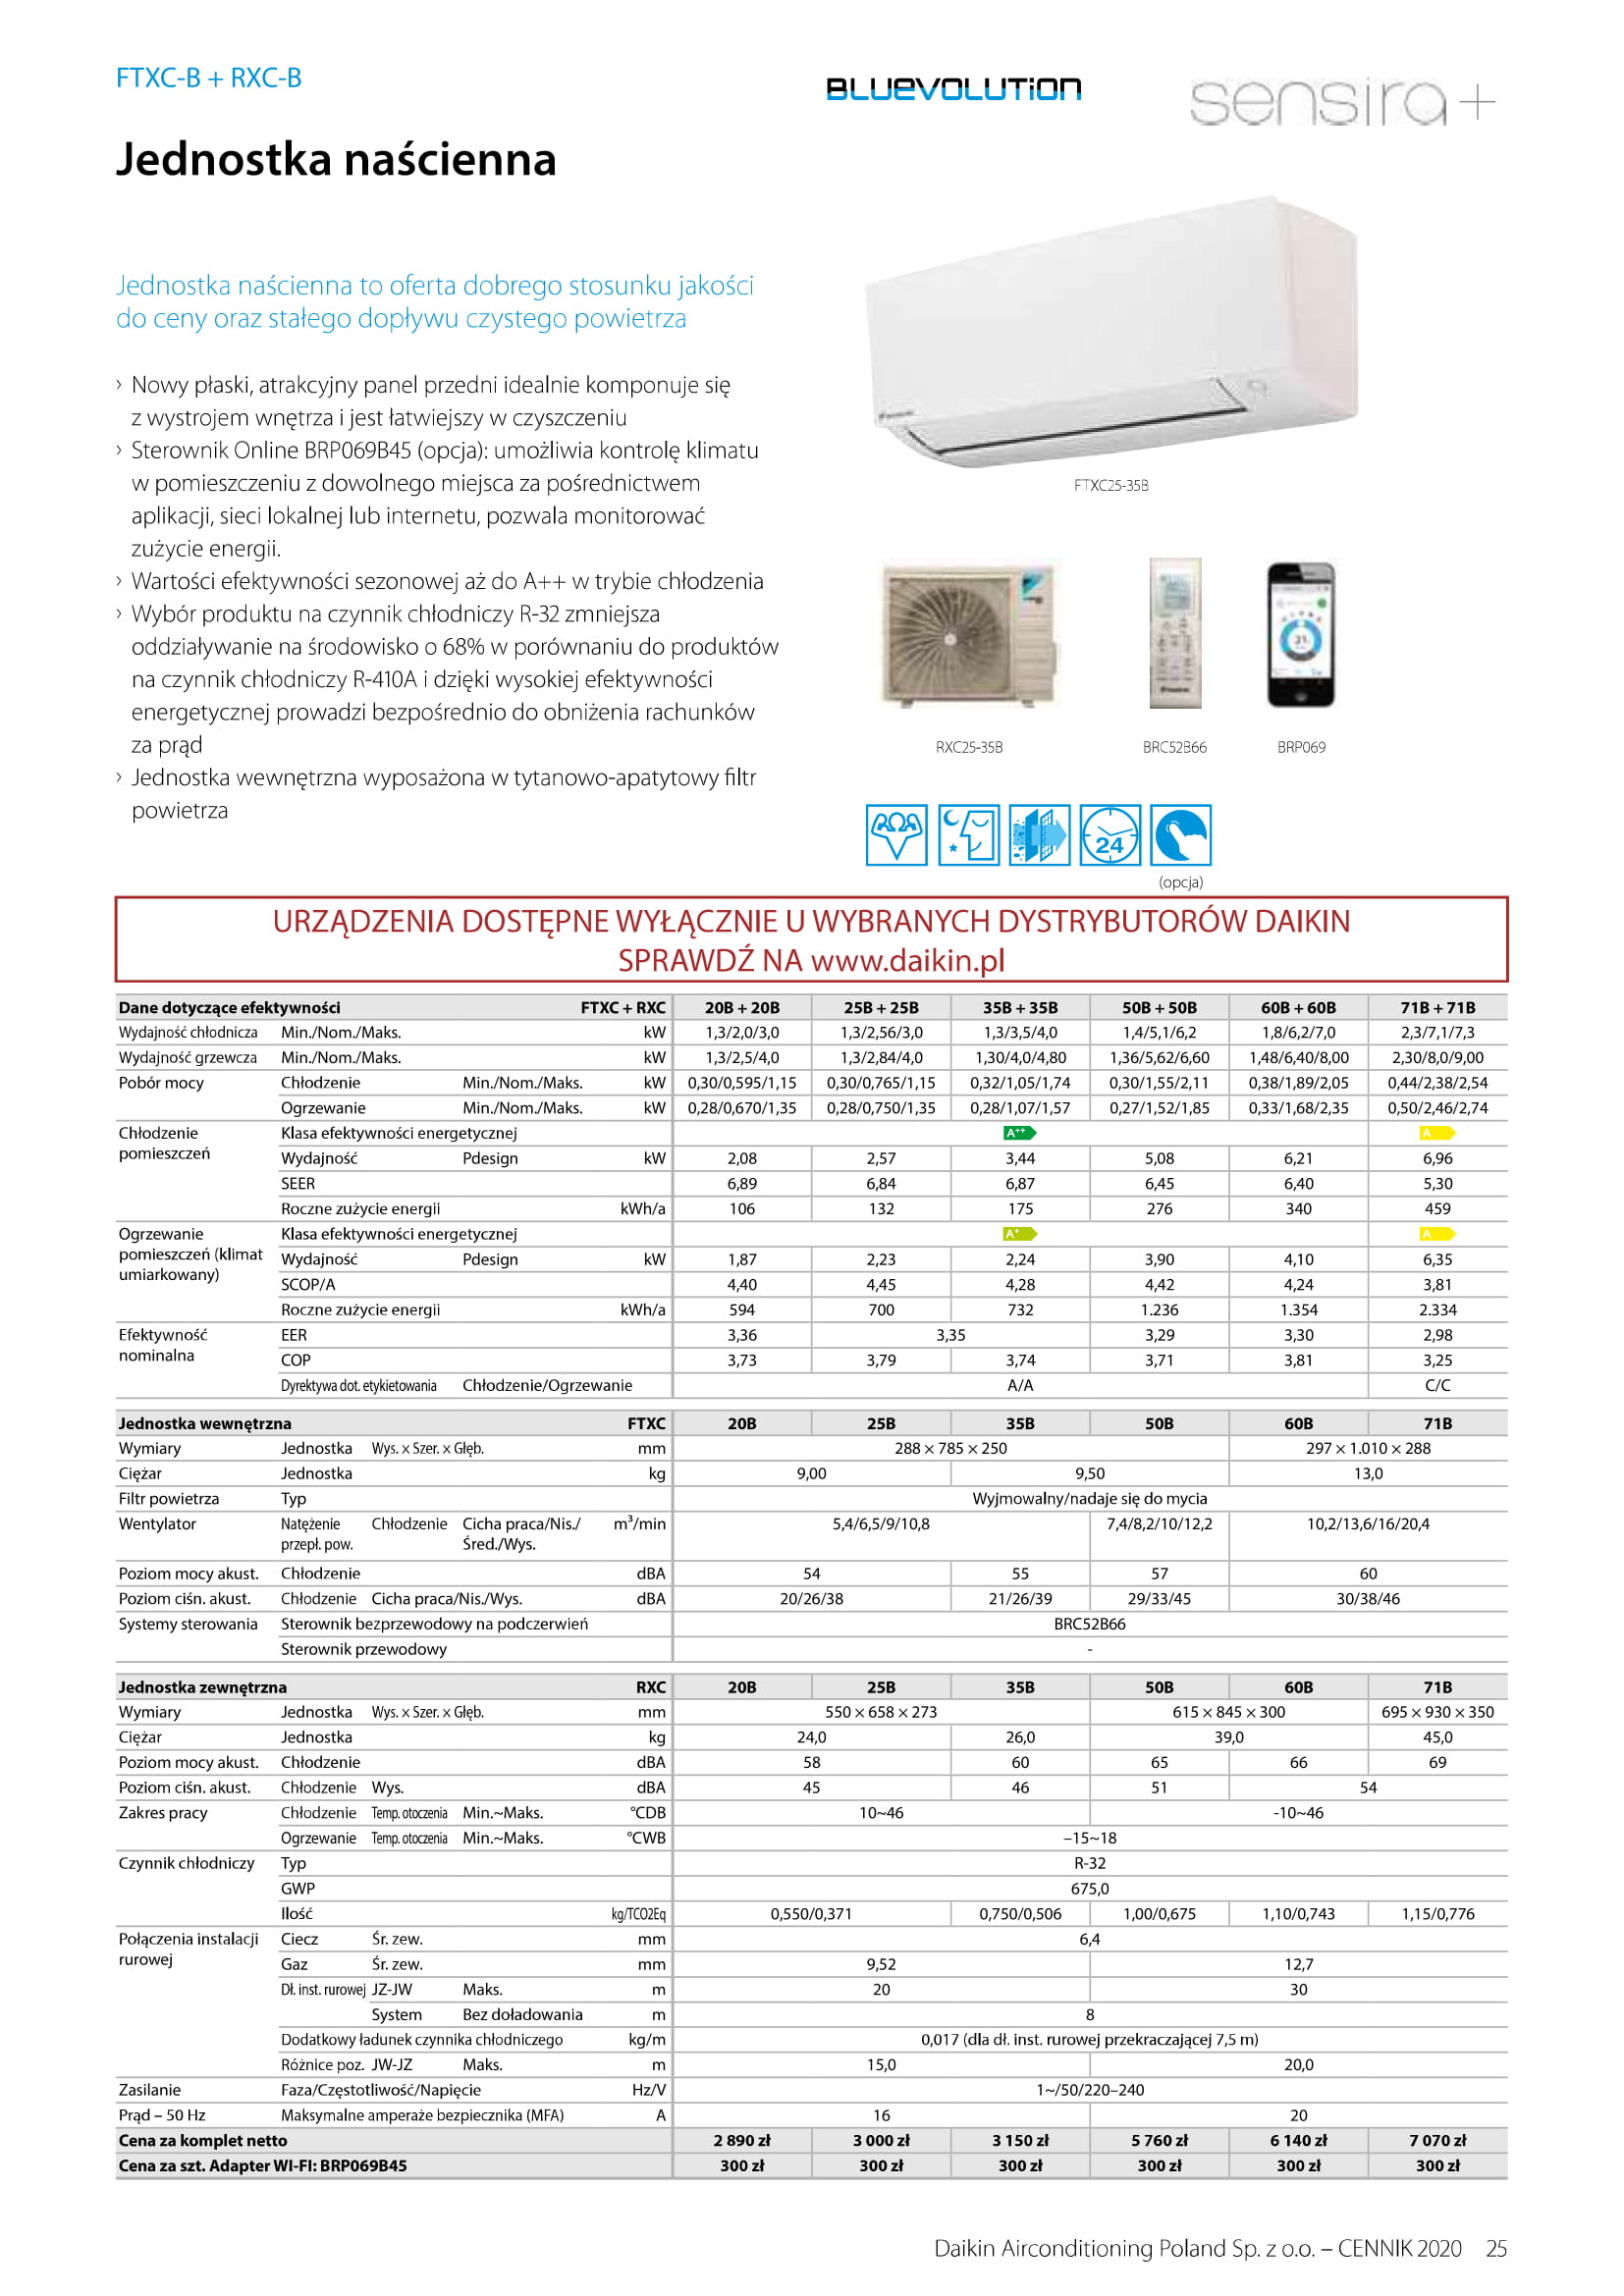 FTXC-B + RXC-B
BLUEVOLUTiON
sensira+
Jednostka naścienna
Jednostka naścienna to oferta dobrego stosunku jakości
do ceny oraz stałego dopływu czystego powietrza
› Nowy płaski, atrakcyjny panel przedni idealnie komponuje się
z wystrojem wnętrza i jest łatwiejszy w czyszczeniu
› Sterownik Online BRP069B45 (opcja): umożliwia kontrolę klimatu
w pomieszczeniu z dowolnego miejsca za pośrednictwem
aplikacji, sieci lokalnej lub internetu, pozwala monitorować
zużycie energii.
› Wartości efektywności sezonowej aż do A++ w trybie chłodzenia
› Wybór produktu na czynnik chłodniczy R-32 zmniejsza
oddziaływanie na środowisko o 68% w porównaniu do produktów
na czynnik chłodniczy R-410A i dzięki wysokiej efektywności
energetycznej prowadzi bezpośrednio do obniżenia rachunków
za prąd
› Jednostka wewnętrzna wyposażona w tytanowo-apatytowy filtr
powietrza
FTXC25-35B
RXC25-35B BRC52B66 BRP069
24
(opcja)
URZĄDZENIA DOSTĘPNE WYŁĄCZNIE U WYBRANYCH DYSTRYBUTORÓW DAIKIN
SPRAWDŹ NA www.daikin.pl
Dane dotyczące efektywności FTXC + RXC 20B + 20B 25B + 25B 35B + 35B 50B + 50B 60B + 60B 71B + 71B
Wydajność chłodnicza Min./Nom./Maks. kW 1,3/2,0/3,0 1,3/2,56/3,0 1,3/3,5/4,0 1,4/5,1/6,2 1,8/6,2/7,0 2,3/7,1/7,3
Wydajność grzewcza Min./Nom./Maks. kW 1,3/2,5/4,0 1,3/2,84/4,0 1,30/4,0/4,80 1,36/5,62/6,60 1,48/6,40/8,00 2,30/8,0/9,00
Pobór mocy Chłodzenie Min./Nom./Maks. kW 0,30/0,595/1,15 0,30/0,765/1,15 0,32/1,05/1,74 0,30/1,55/2,11 0,38/1,89/2,05 0,44/2,38/2,54
Ogrzewanie Min./Nom./Maks. kW 0,28/0,670/1,35 0,28/0,750/1,35 0,28/1,07/1,57 0,27/1,52/1,85 0,33/1,68/2,35 0,50/2,46/2,74
Chłodzenie pomieszczeń Klasa efektywności energetycznej A++ A
Wydajność Pdesign kW 2,08 2,57 3,44 5,08 6,21 6,96
SEER 6,89 6,84 6,87 6,45 6,40 5,30
Roczne zużycie energii kWh/a 106 132 175 276 340 459
Ogrzewanie pomieszczeń (klimat umiarkowany) Klasa efektywności energetycznej A+ A
Wydajność Pdesign kW 1,87 2,23 2,24 3,90 4,10 6,35
SCOP/A 4,40 4,45 4,28 4,42 4,24 3,81
Roczne zużycie energii kWh/a 594 700 732 1.236 1.354 2.334
Efektywność nominalna EER 3,36 3,35 3,29 3,30 2,98
COP 3,73 3,79 3,74 3,71 3,81 3,25
Dyrektywa dot. etykietowania Chłodzenie/Ogrzewanie A/A C/C
Jednostka wewnętrzna FTXC 20B 25B 35B 50B 60B 71B
Wymiary Jednostka Wys. x Szer. x Głęb. mm 288 × 785 × 250 297 × 1.010 × 288
Ciężar Jednostka kg 9,00 9,50 13,0
Filtr powietrza Typ Wyjmowalny/nadaje się do mycia
Wentylator Natężenie przepł. pow. Chłodzenie Cicha praca/Nis./Śred./Wys. m³/min 5,4/6,5/9/10,8 7,4/8,2/10/12,2 10,2/13,6/16/20,4
Poziom mocy akust. Chłodzenie dBA 54 55 57 60
Poziom ciśn. akust. Chłodzenie Cicha praca/Nis./Wys. dBA 20/26/38 21/26/39 29/33/45 30/38/46
Systemy sterowania Sterownik bezprzewodowy na podczerwień BRC52B66
Sterownik przewodowy -
Jednostka zewnętrzna RXC 20B 25B 35B 50B 60B 71B
Wymiary Jednostka Wys. x Szer. x Głęb. mm 550 × 658 × 273 615 × 845 × 300 695 × 930 × 350
Ciężar Jednostka kg 24,0 26,0 39,0 45,0
Poziom mocy akust. Chłodzenie dBA 58 60 65 66 69
Poziom ciśn. akust. Chłodzenie Wys. dBA 45 46 51 54
Zakres pracy Chłodzenie Temp. otoczenia Min.~Maks. °CDB 10~46 -10~46
Ogrzewanie Temp. otoczenia Min.~Maks. °CWB –15~18
Czynnik chłodniczy Typ R-32
GWP 675,0
Ilość kg/TCO2Eq 0,550/0,371 0,750/0,506 1,00/0,675 1,10/0,743 1,15/0,776
Połączenia instalacji rurowej Ciecz Śr. zew. mm 6,4
Gaz Śr. zew. mm 9,52 12,7
Dł. inst. rurowej JZ-JW Maks. m 20 30
System Bez doładowania m 8
Dodatkowy ładunek czynnika chłodniczego kg/m 0,017 (dla dł. inst. rurowej przekraczającej 7,5 m)
Różnice poz. JW-JZ Maks. m 15,0 20,0
Zasilanie Faza/Częstotliwość/Napięcie Hz/V 1~/50/220–240
Prąd – 50 Hz Maksymalne amperaże bezpiecznika (MFA) A 16 20
Cena za komplet netto 2 890 zł 3 000 zł 3 150 zł 5 760 zł 6 140 zł 7 070 zł
Cena za szt. Adapter WI-FI: BRP069B45 300 zł 300 zł 300 zł 300 zł 300 zł 300 zł
Daikin Airconditioning Poland Sp. z o.o. – CENNIK 2020 25